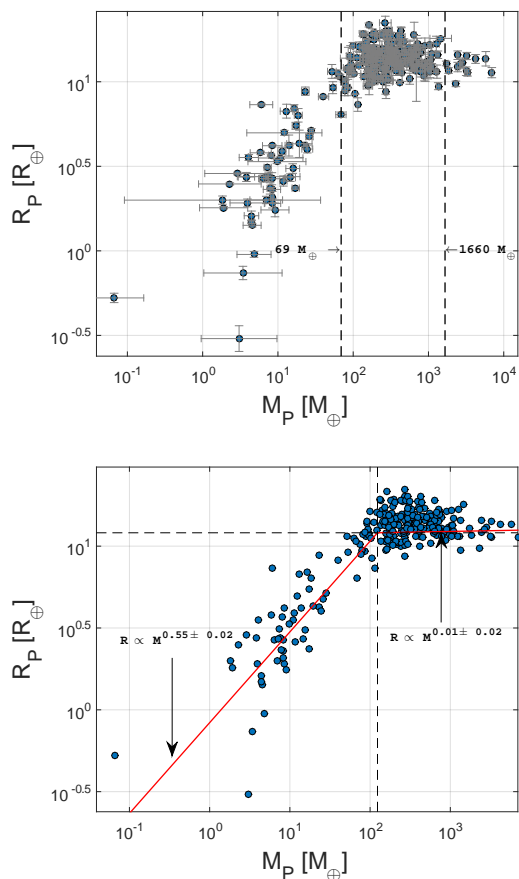 R_P [R_⊕]
10^1
10^0.5
10^0
10^-0.5
69 M_⊕ →
←1660 M_⊕
10^-1 10^0 10^1 10^2 10^3 10^4
M_P [M_⊕]
R_P [R_⊕]
10^1
10^0.5
10^0
10^-0.5
R ∝ M^0.55± 0.02
R ∝ M^0.01± 0.02
10^-1 10^0 10^1 10^2 10^3
M_P [M_⊕]